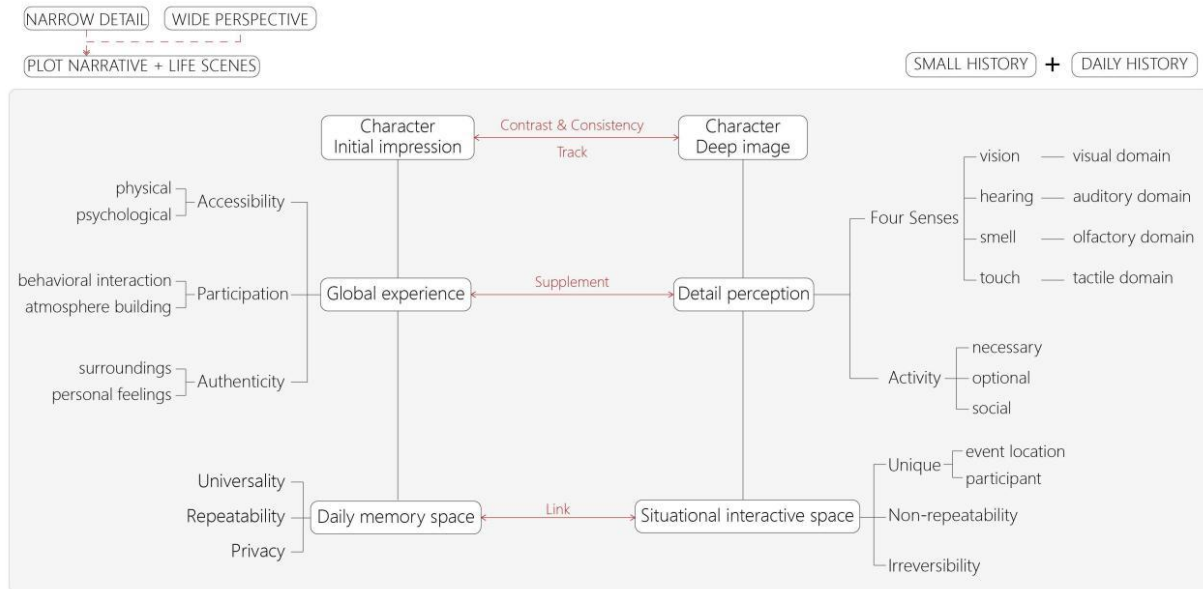 NARROW DETAIL
WIDE PERSPECTIVE
PLOT NARRATIVE + LIFE SCENES
SMALL HISTORY + DAILY HISTORY
Character
Initial impression
Contrast & Consistency
Track
Character
Deep image
physical
psychological
Accessibility
behavioral interaction
atmosphere building
Participation
surroundings
personal feelings
Authenticity
Global experience
Supplement
Detail perception
Four Senses
vision
visual domain
hearing
auditory domain
smell
olfactory domain
touch
tactile domain
Activity
necessary
optional
social
Universality
Repeatability
Privacy
Daily memory space
Link
Situational interactive space
Unique
event location
participant
Non-repeatability
Irreversibility